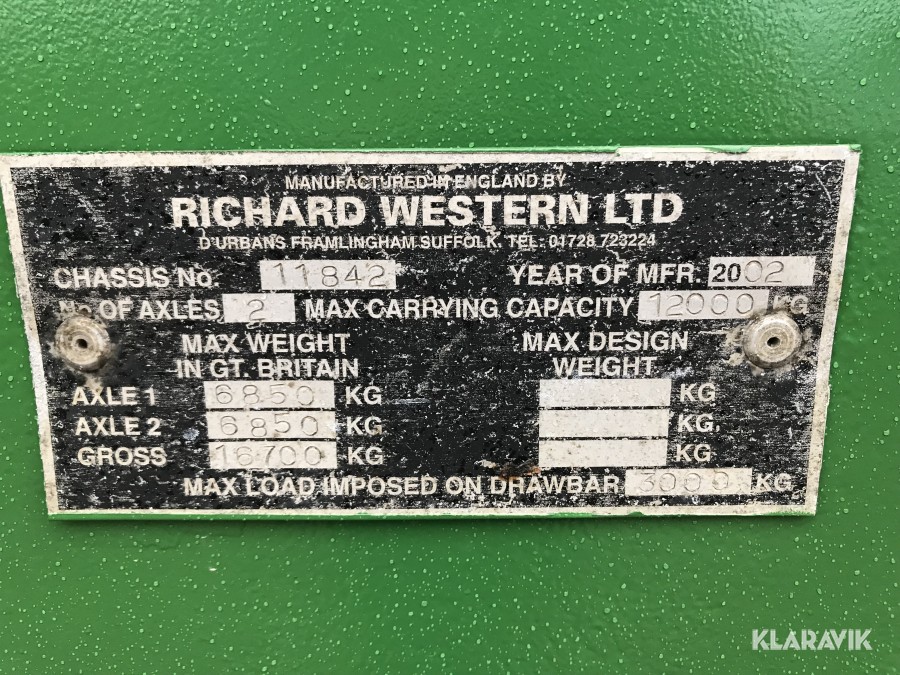 MANUFACTURED IN ENGLAND BY
RICHARD WESTERN LTD
D'URBANS FRAMLINGHAM SUFFOLK. TEL: 01728 723224
CHASSIS No. 11842 YEAR OF MFR. 2002
No OF AXLES 2 MAX CARRYING CAPACITY 12000 KG
MAX WEIGHT IN GT. BRITAIN MAX DESIGN WEIGHT
AXLE 1 6850 KG KG
AXLE 2 6850 KG KG.
GROSS 16700 KG KG
MAX LOAD IMPOSED ON DRAWBAR 3000 KG
KLARAVIK